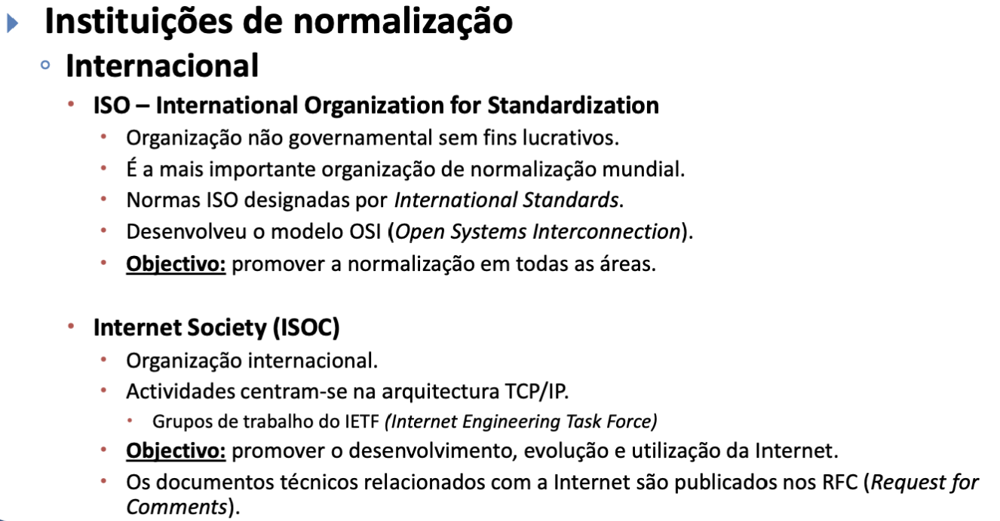 Instituições de normalização
Internacional
ISO – International Organization for Standardization
Organização não governamental sem fins lucrativos.
É a mais importante organização de normalização mundial.
Normas ISO designadas por International Standards.
Desenvolveu o modelo OSI (Open Systems Interconnection).
Objectivo: promover a normalização em todas as áreas.
Internet Society (ISOC)
Organização internacional.
Actividades centram-se na arquitectura TCP/IP.
Grupos de trabalho do IETF (Internet Engineering Task Force)
Objectivo: promover o desenvolvimento, evolução e utilização da Internet.
Os documentos técnicos relacionados com a Internet são publicados nos RFC (Request for
Comments).